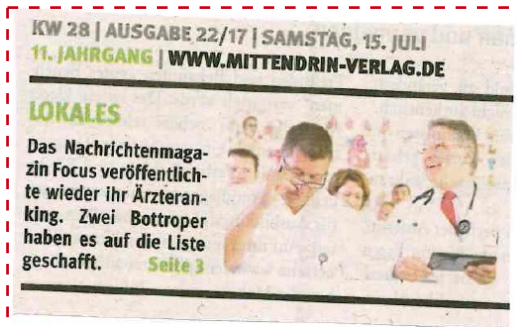 KW 28 | AUSGABE 22/17 | SAMSTAG, 15. JULI
11. JAHRGANG | WWW.MITTENDRIN-VERLAG.DE
LOKALES
Das Nachrichtenmaga-
zin Focus veröffentlich-
te wieder ihr Ärzteran-
king. Zwei Bottroper
haben es auf die Liste
geschafft. Seite 3